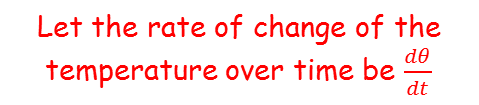 Let the rate of change of the
temperature over time be dθ/dt